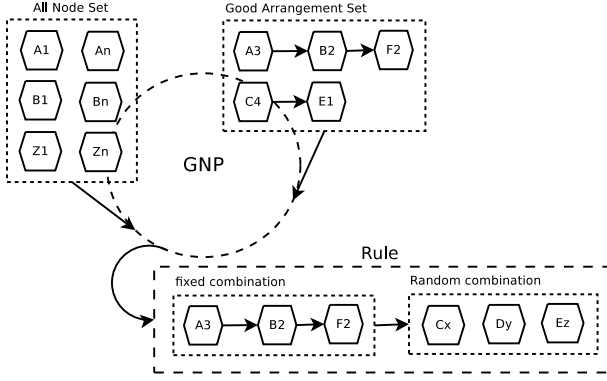 All Node Set
A1 An
B1 Bn
Z1 Zn
Good Arrangement Set
A3 B2 F2
C4 E1
GNP
Rule
fixed combination
A3 B2 F2
Random combination
Cx Dy Ez